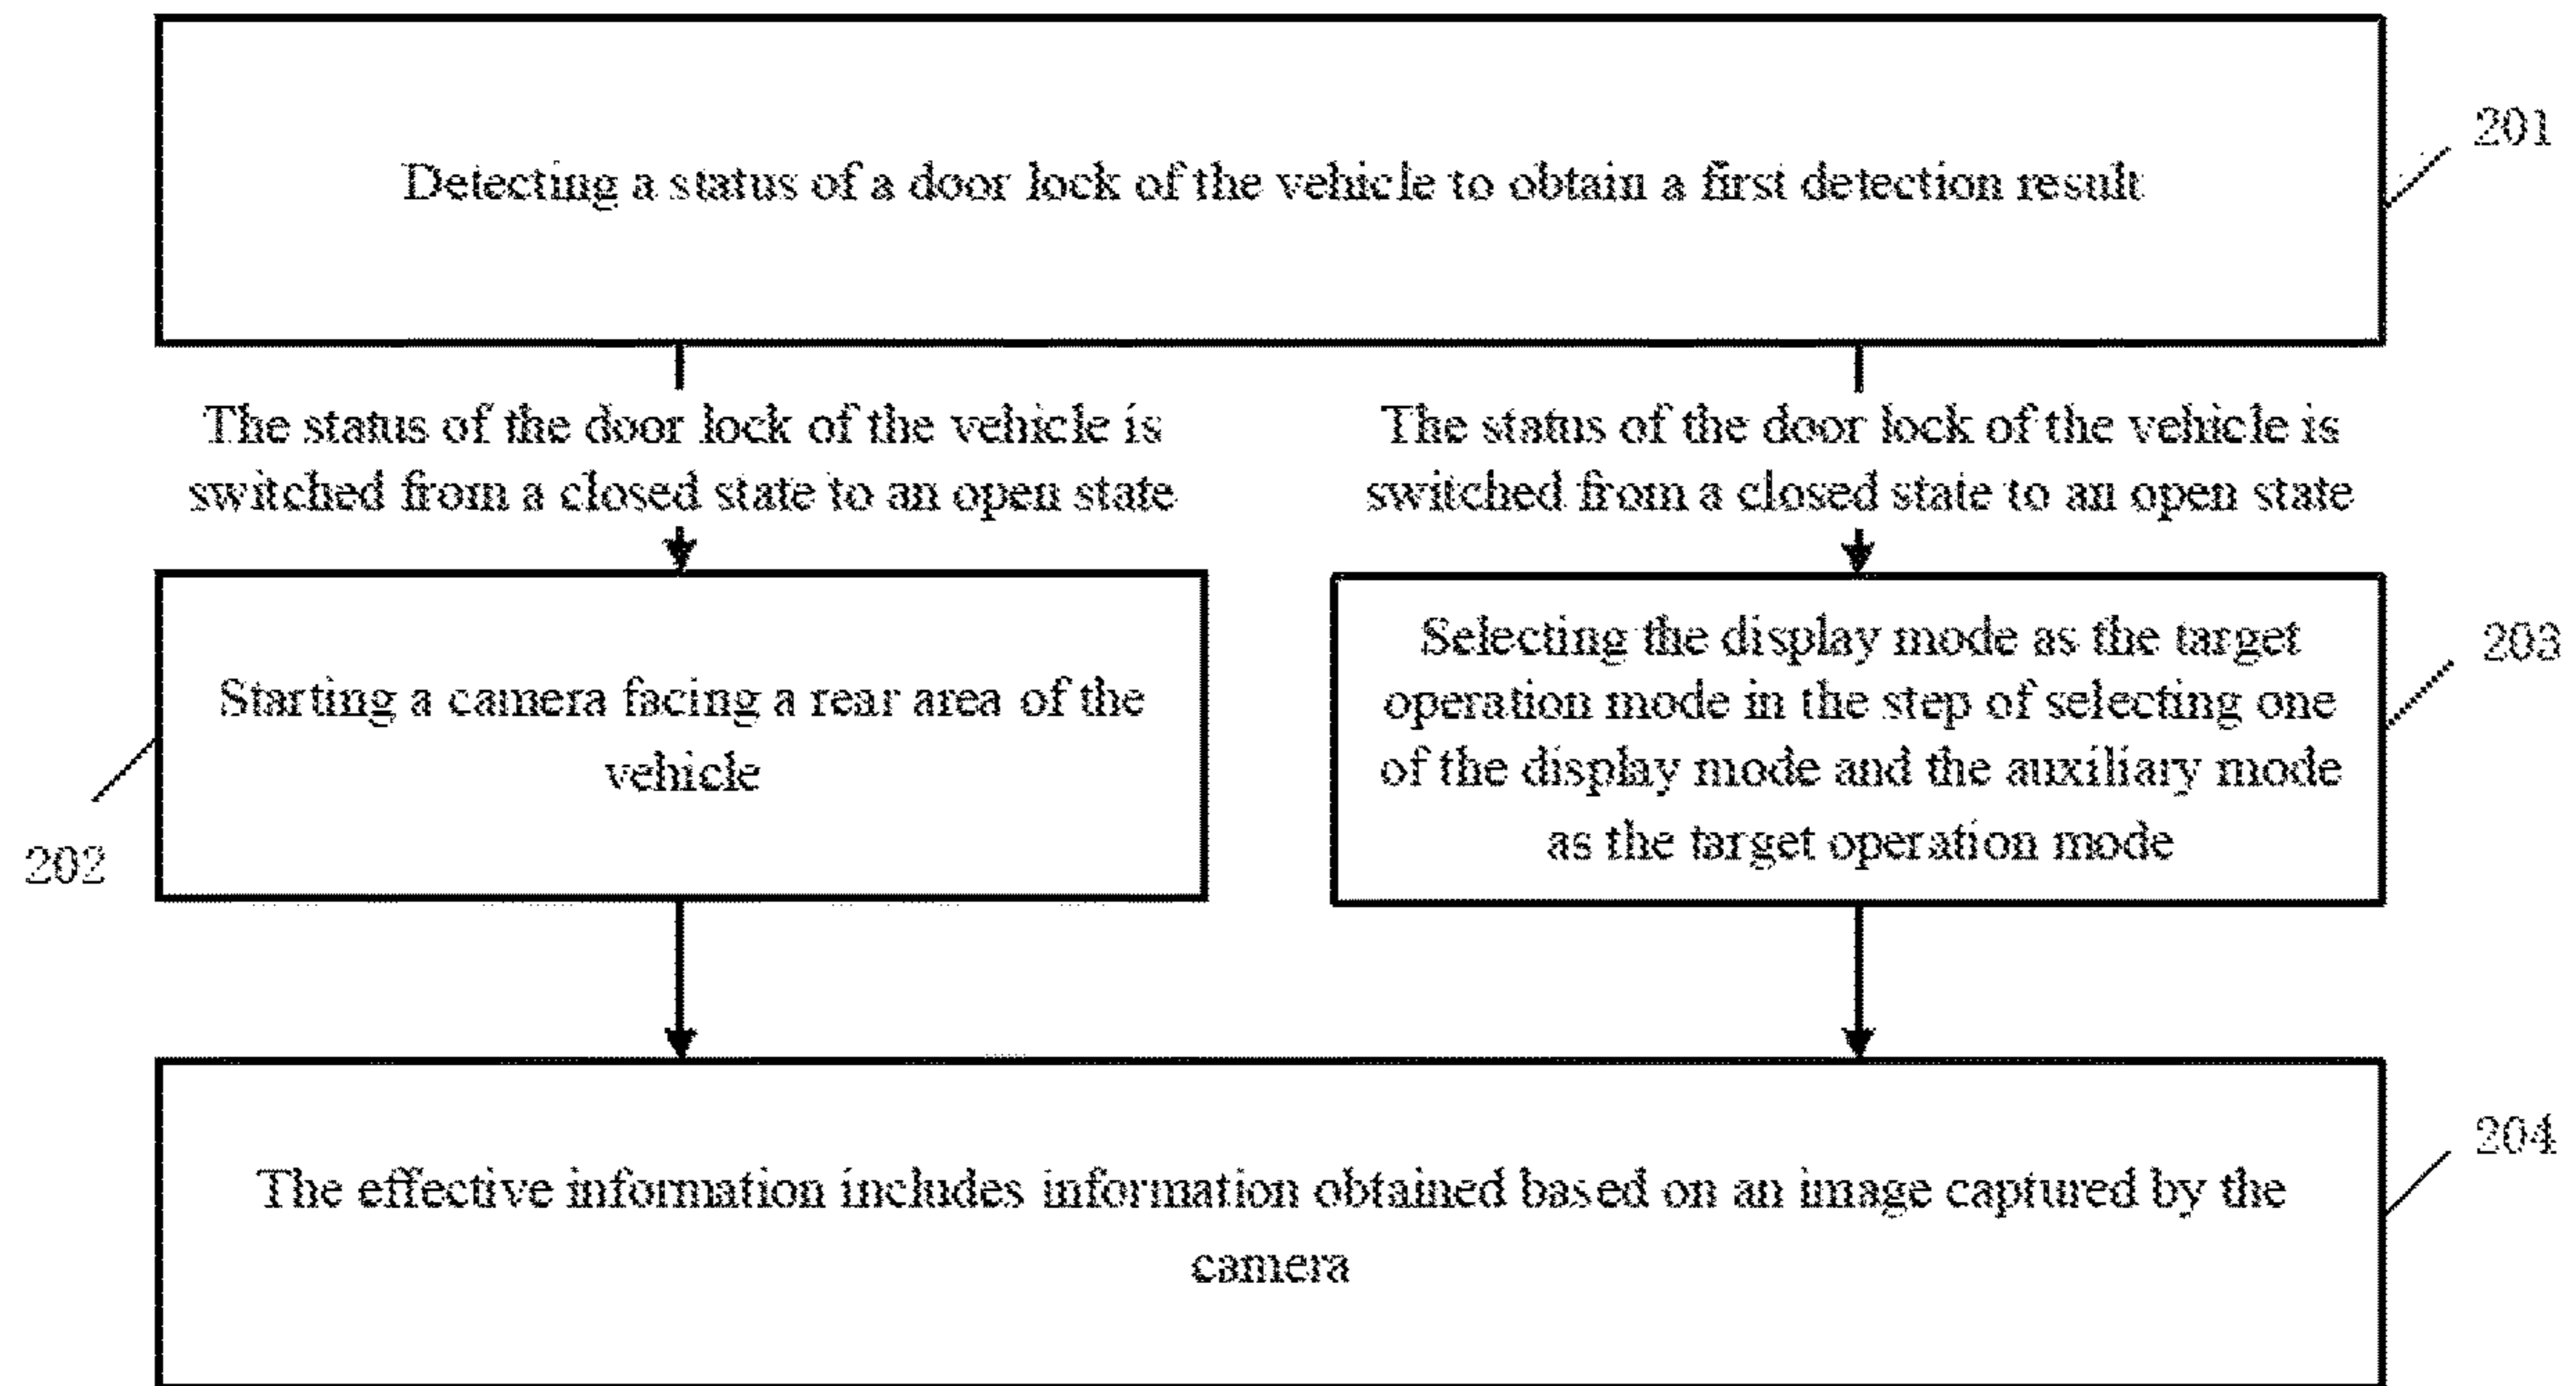 Detecting a status of a door lock of the vehicle to obtain a first detection result
201
The status of the door lock of the vehicle is
switched from a closed state to an open state
The status of the door lock of the vehicle is
switched from a closed state to an open state
Starting a camera facing a rear area of the
vehicle
202
Selecting the display mode as the target
operation mode in the step of selecting one
of the display mode and the auxiliary mode
as the target operation mode
203
The effective information includes information obtained based on an image captured by the
camera
204